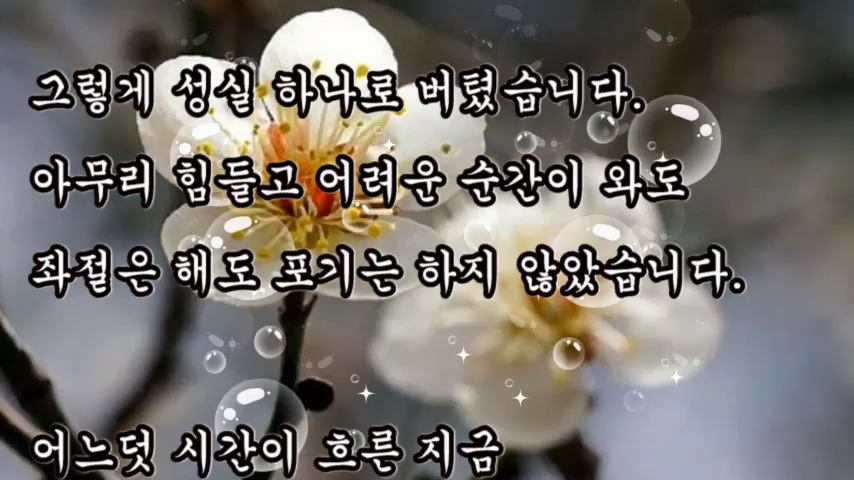 그렇게 성실 하나로 버텼습니다.
아무리 힘들고 어려운 순간이 와도
좌절은 해도 포기는 하지 않았습니다.
어느덧 시간이 흐른 지금